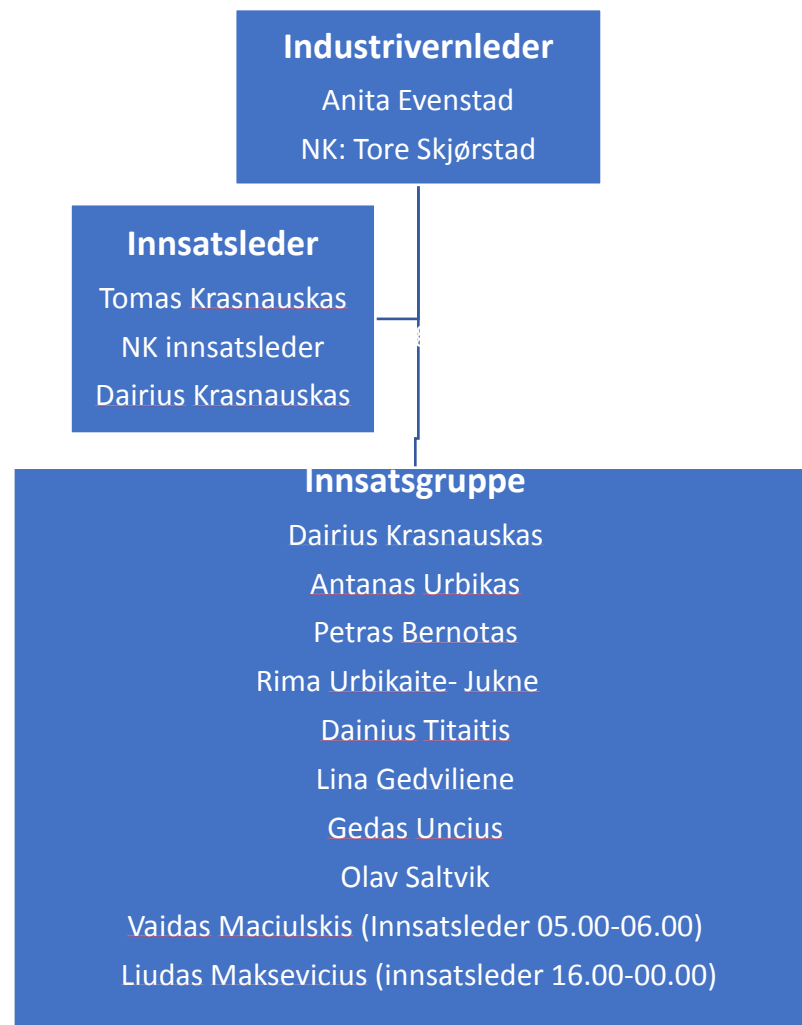 Industrivernleder
Anita Evenstad
NK: Tore Skjørstad
Innsatsleder
Tomas Krasnauskas
NK innsatsleder
Dairius Krasnauskas
Innsatsgruppe
Dairius Krasnauskas
Antanas Urbikas
Petras Bernotas
Rima Urbikaite- Jukne
Dainius Titaitis
Lina Gedviliene
Gedas Uncius
Olav Saltvik
Vaidas Maciulskis (Innsatsleder 05.00-06.00)
Liudas Maksevicius (innsatsleder 16.00-00.00)